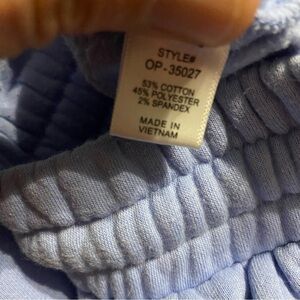 STYLE#
OP-35027
53% COTTON
45% POLYESTER
2% SPANDEX
MADE IN
VIETNAM